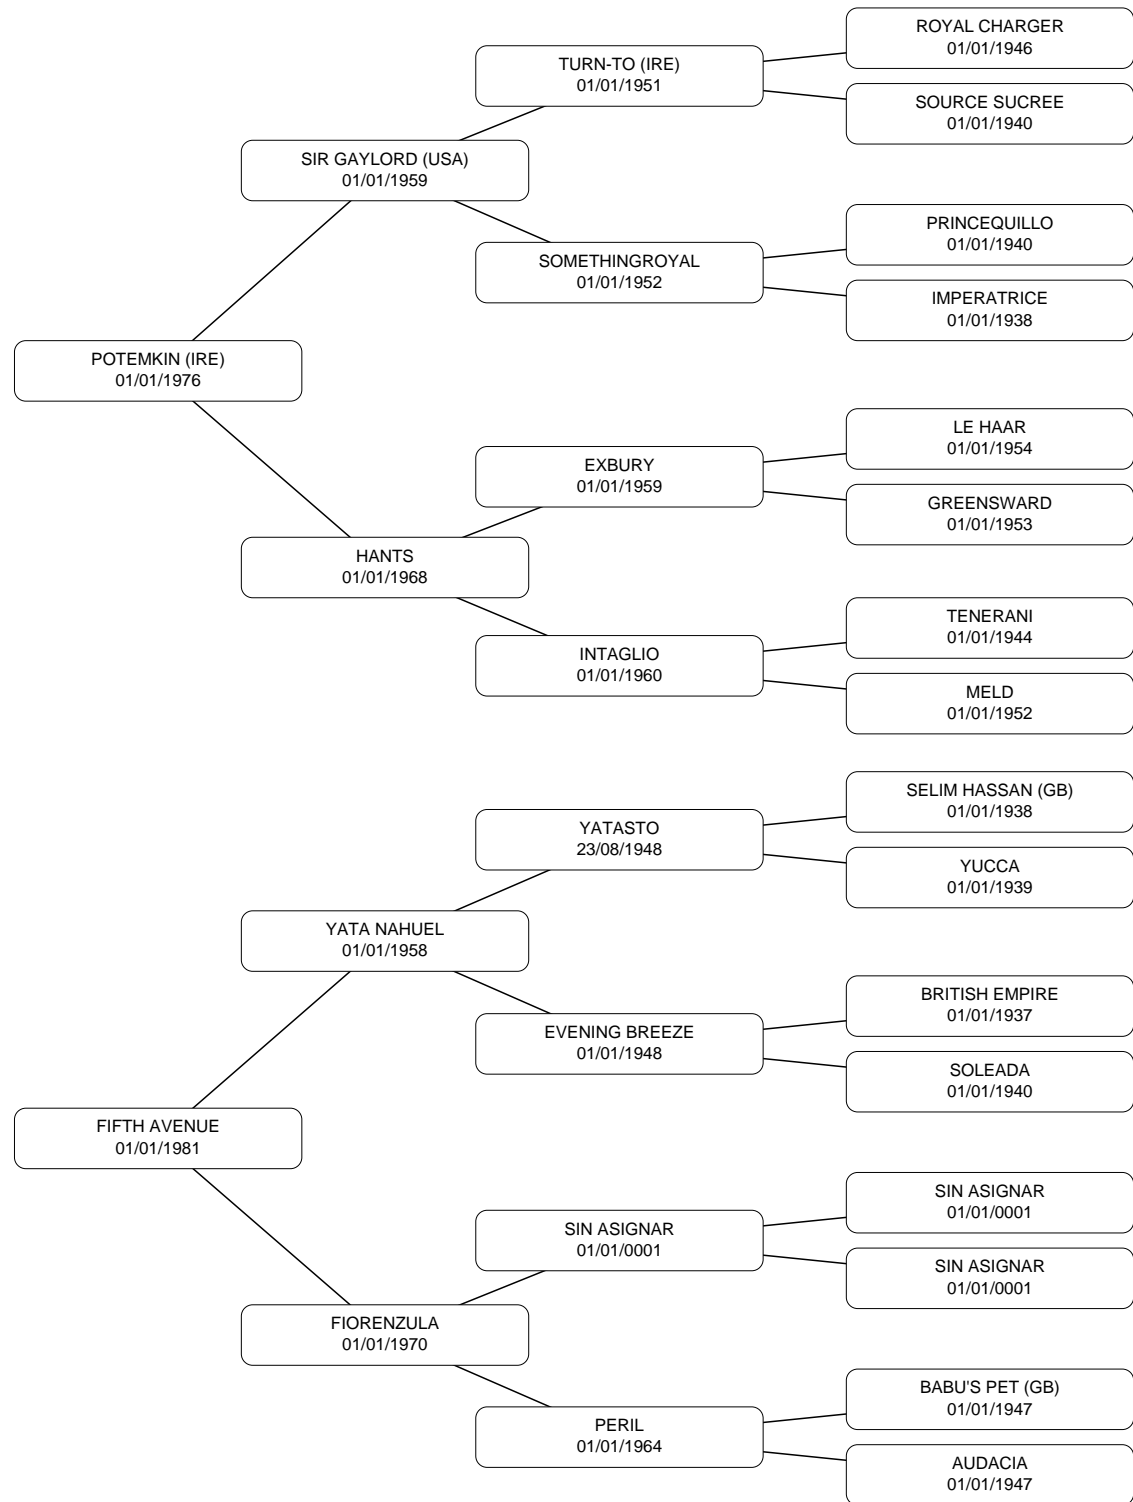 ROYAL CHARGER
01/01/1946
TURN-TO (IRE)
01/01/1951
SOURCE SUCREE
01/01/1940
SIR GAYLORD (USA)
01/01/1959
PRINCEQUILLO
01/01/1940
SOMETHINGROYAL
01/01/1952
IMPERATRICE
01/01/1938
POTEMKIN (IRE)
01/01/1976
LE HAAR
01/01/1954
EXBURY
01/01/1959
GREENSWARD
01/01/1953
HANTS
01/01/1968
TENERANI
01/01/1944
INTAGLIO
01/01/1960
MELD
01/01/1952
SELIM HASSAN (GB)
01/01/1938
YATASTO
23/08/1948
YUCCA
01/01/1939
YATA NAHUEL
01/01/1958
BRITISH EMPIRE
01/01/1937
EVENING BREEZE
01/01/1948
SOLEADA
01/01/1940
FIFTH AVENUE
01/01/1981
SIN ASIGNAR
01/01/0001
SIN ASIGNAR
01/01/0001
SIN ASIGNAR
01/01/0001
FIORENZULA
01/01/1970
BABU'S PET (GB)
01/01/1947
PERIL
01/01/1964
AUDACIA
01/01/1947